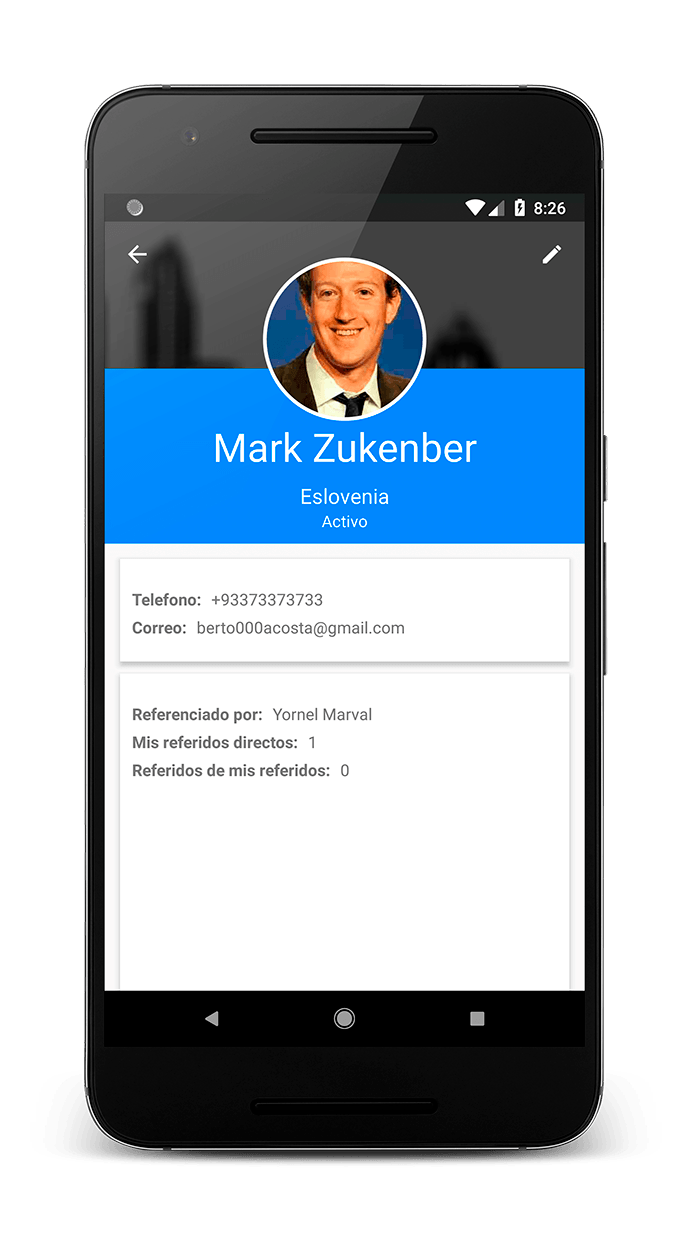 8:26
Mark Zukenber
Eslovenia
Activo
Telefono: +93373373733
Correo: berto000acosta@gmail.com
Referenciado por: Yornel Marval
Mis referidos directos: 1
Referidos de mis referidos: 0